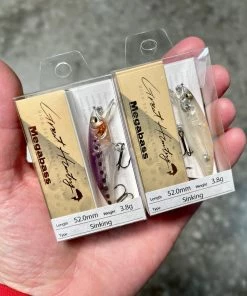 Great Hunting
Megabass
Length 52.0mm Weight 3.8g
Type Sinking
Great Hunting
Megabass
Length 52.0mm Weight 3.8g
Type Sinking